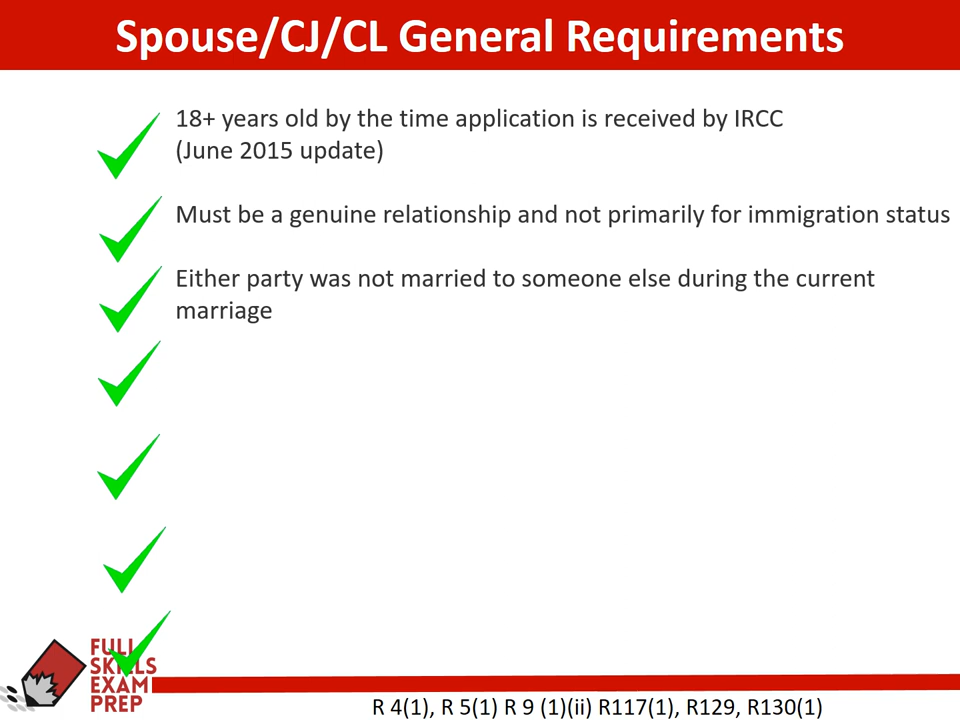 Spouse/CJ/CL General Requirements
18+ years old by the time application is received by IRCC
(June 2015 update)
Must be a genuine relationship and not primarily for immigration status
Either party was not married to someone else during the current
marriage
FULL
SKILLS
EXAM
PREP
R 4(1), R 5(1) R 9 (1)(ii) R117(1), R129, R130(1)